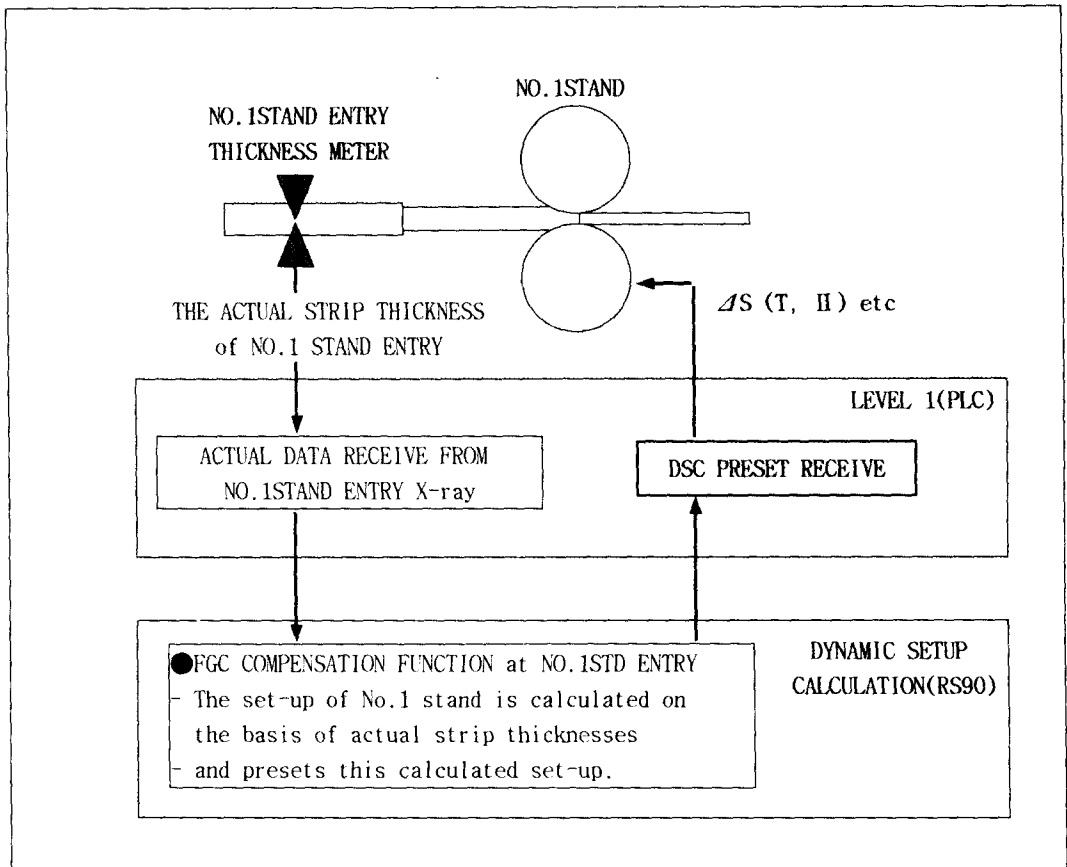 NO.1STAND
NO.1STAND ENTRY
THICKNESS METER
THE ACTUAL STRIP THICKNESS
of NO.1 STAND ENTRY
ΔS (T, II) etc
LEVEL 1(PLC)
ACTUAL DATA RECEIVE FROM
NO.1STAND ENTRY X-ray
DSC PRESET RECEIVE
●FGC COMPENSATION FUNCTION at NO.1STD ENTRY
- The set-up of No.1 stand is calculated on
the basis of actual strip thicknesses
- and presets this calculated set-up.
DYNAMIC SETUP
CALCULATION(RS90)